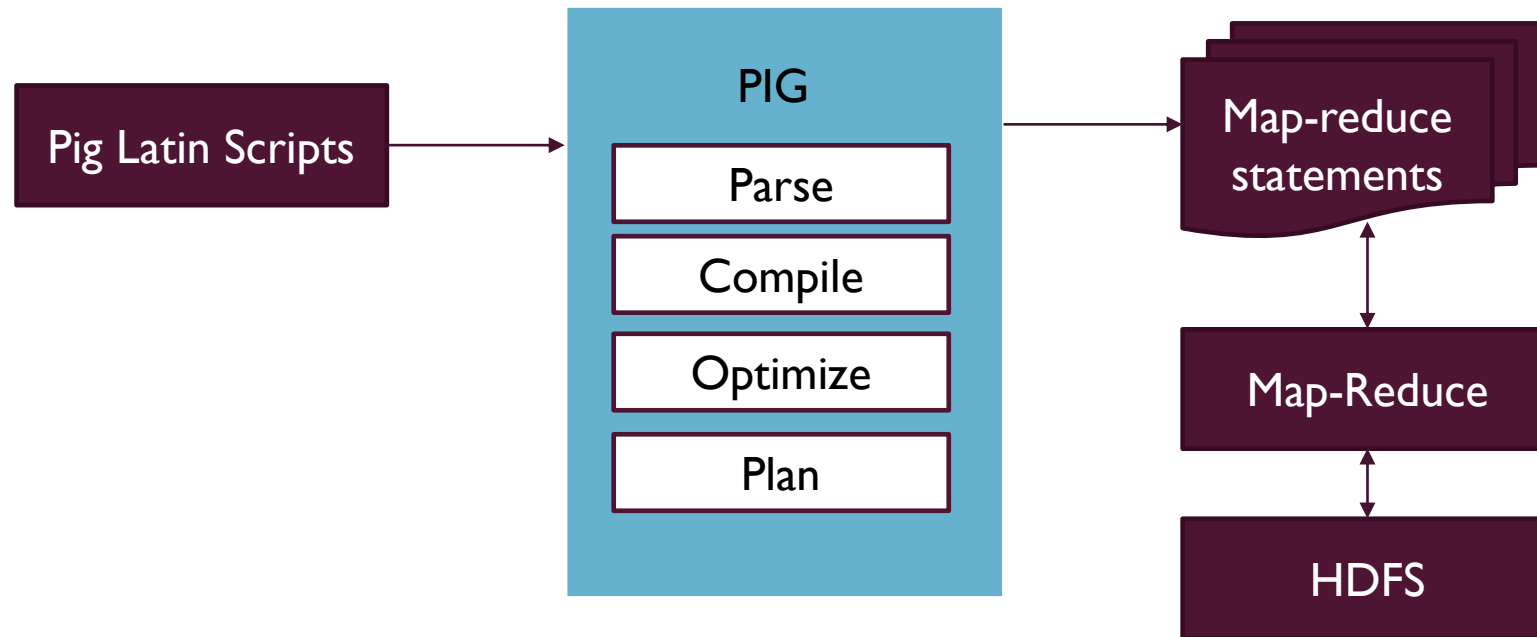 Pig Latin Scripts
PIG
Parse
Compile
Optimize
Plan
Map-reduce
statements
Map-Reduce
HDFS